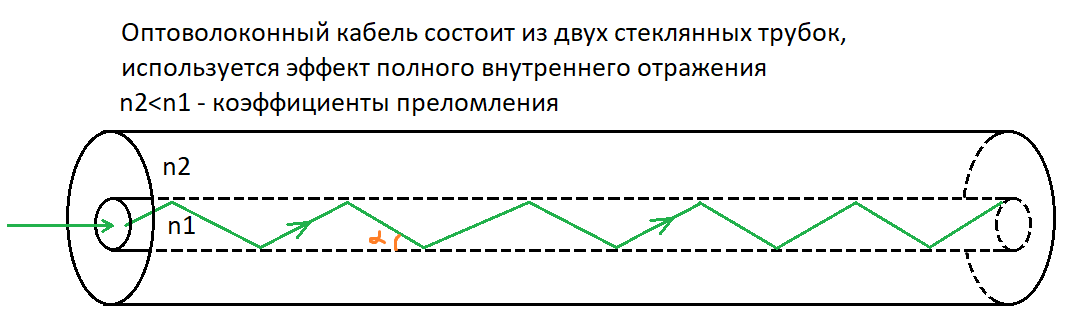 Оптоволоконный кабель состоит из двух стеклянных трубок,
используется эффект полного внутреннего отражения
n2<n1 - коэффициенты преломления
n2
n1
α